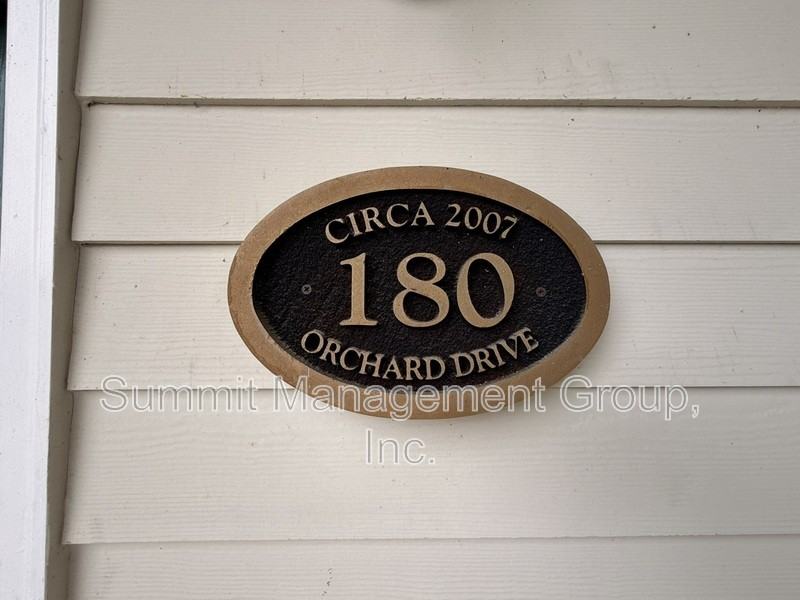 CIRCA 2007
180
ORCHARD DRIVE
Summit Management Group,
Inc.